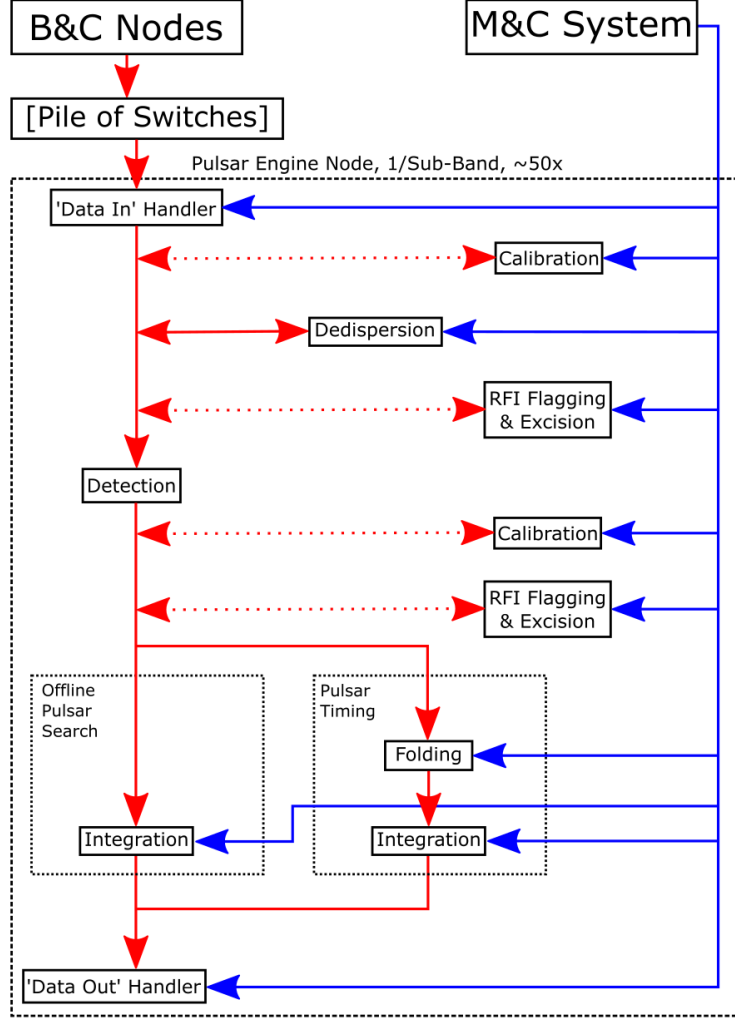 B&C Nodes
M&C System
[Pile of Switches]
Pulsar Engine Node, 1/Sub-Band, ~50x
'Data In' Handler
Calibration
Dedispersion
RFI Flagging
& Excision
Detection
Calibration
RFI Flagging
& Excision
Offline
Pulsar
Search
Pulsar
Timing
Folding
Integration
Integration
'Data Out' Handler